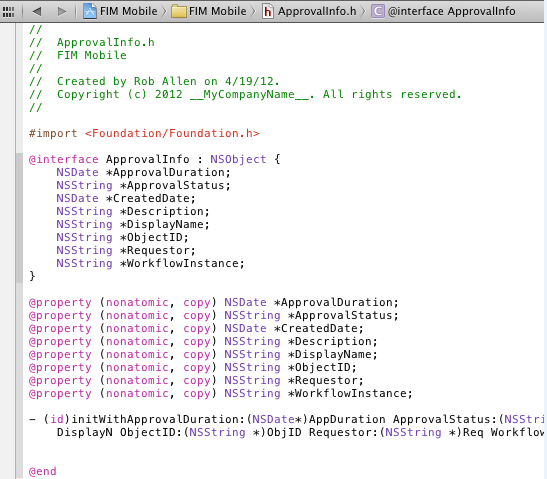 FIM Mobile FIM Mobile h ApprovalInfo.h C @interface ApprovalInfo
//
//  ApprovalInfo.h
//  FIM Mobile
//
//  Created by Rob Allen on 4/19/12.
//  Copyright (c) 2012 __MyCompanyName__. All rights reserved.
//
#import <Foundation/Foundation.h>
@interface ApprovalInfo : NSObject {
    NSDate *ApprovalDuration;
    NSString *ApprovalStatus;
    NSDate *CreatedDate;
    NSString *Description;
    NSString *DisplayName;
    NSString *ObjectID;
    NSString *Requestor;
    NSString *WorkflowInstance;
}
@property (nonatomic, copy) NSDate *ApprovalDuration;
@property (nonatomic, copy) NSString *ApprovalStatus;
@property (nonatomic, copy) NSDate *CreatedDate;
@property (nonatomic, copy) NSString *Description;
@property (nonatomic, copy) NSString *DisplayName;
@property (nonatomic, copy) NSString *ObjectID;
@property (nonatomic, copy) NSString *Requestor;
@property (nonatomic, copy) NSString *WorkflowInstance;
- (id)initWithApprovalDuration:(NSDate*)AppDuration ApprovalStatus:(NSStri
    DisplayN ObjectID:(NSString *)ObjID Requestor:(NSString *)Req Workflow
@end